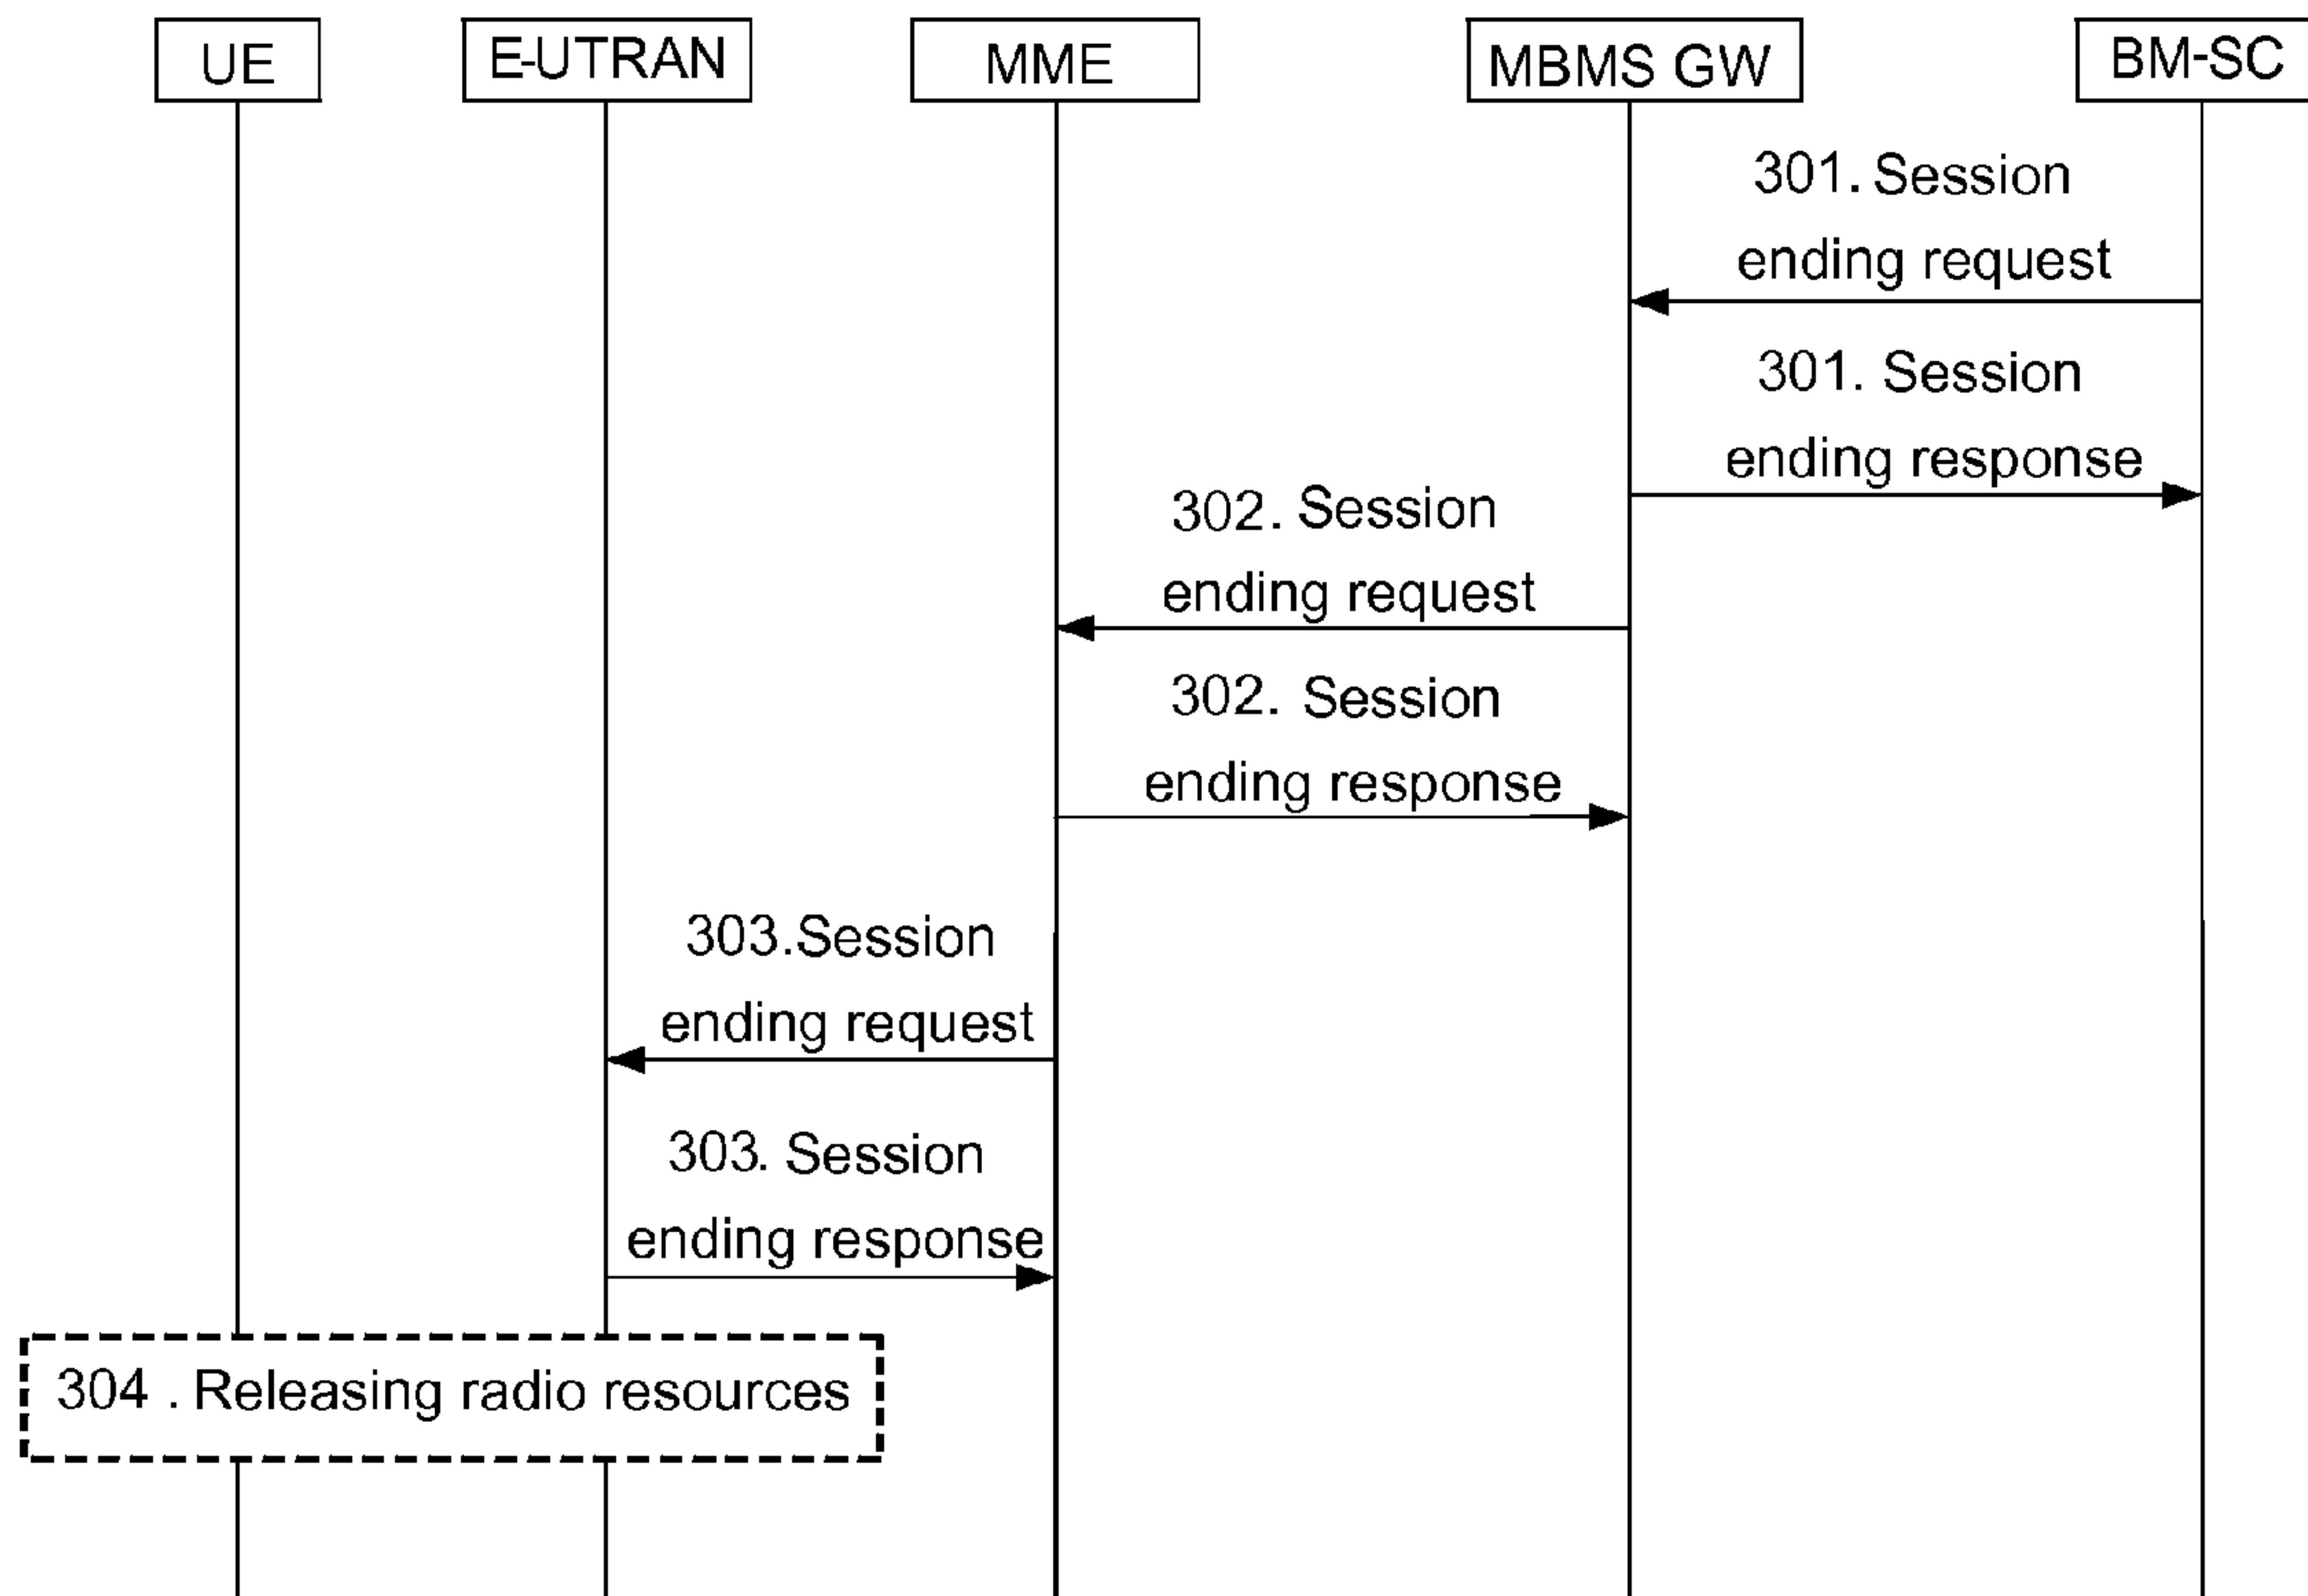 UE
E-UTRAN
MME
MBMS GW
BM-SC
301. Session
ending request
301. Session
ending response
302. Session
ending request
302. Session
ending response
303.Session
ending request
303. Session
ending response
304 . Releasing radio resources